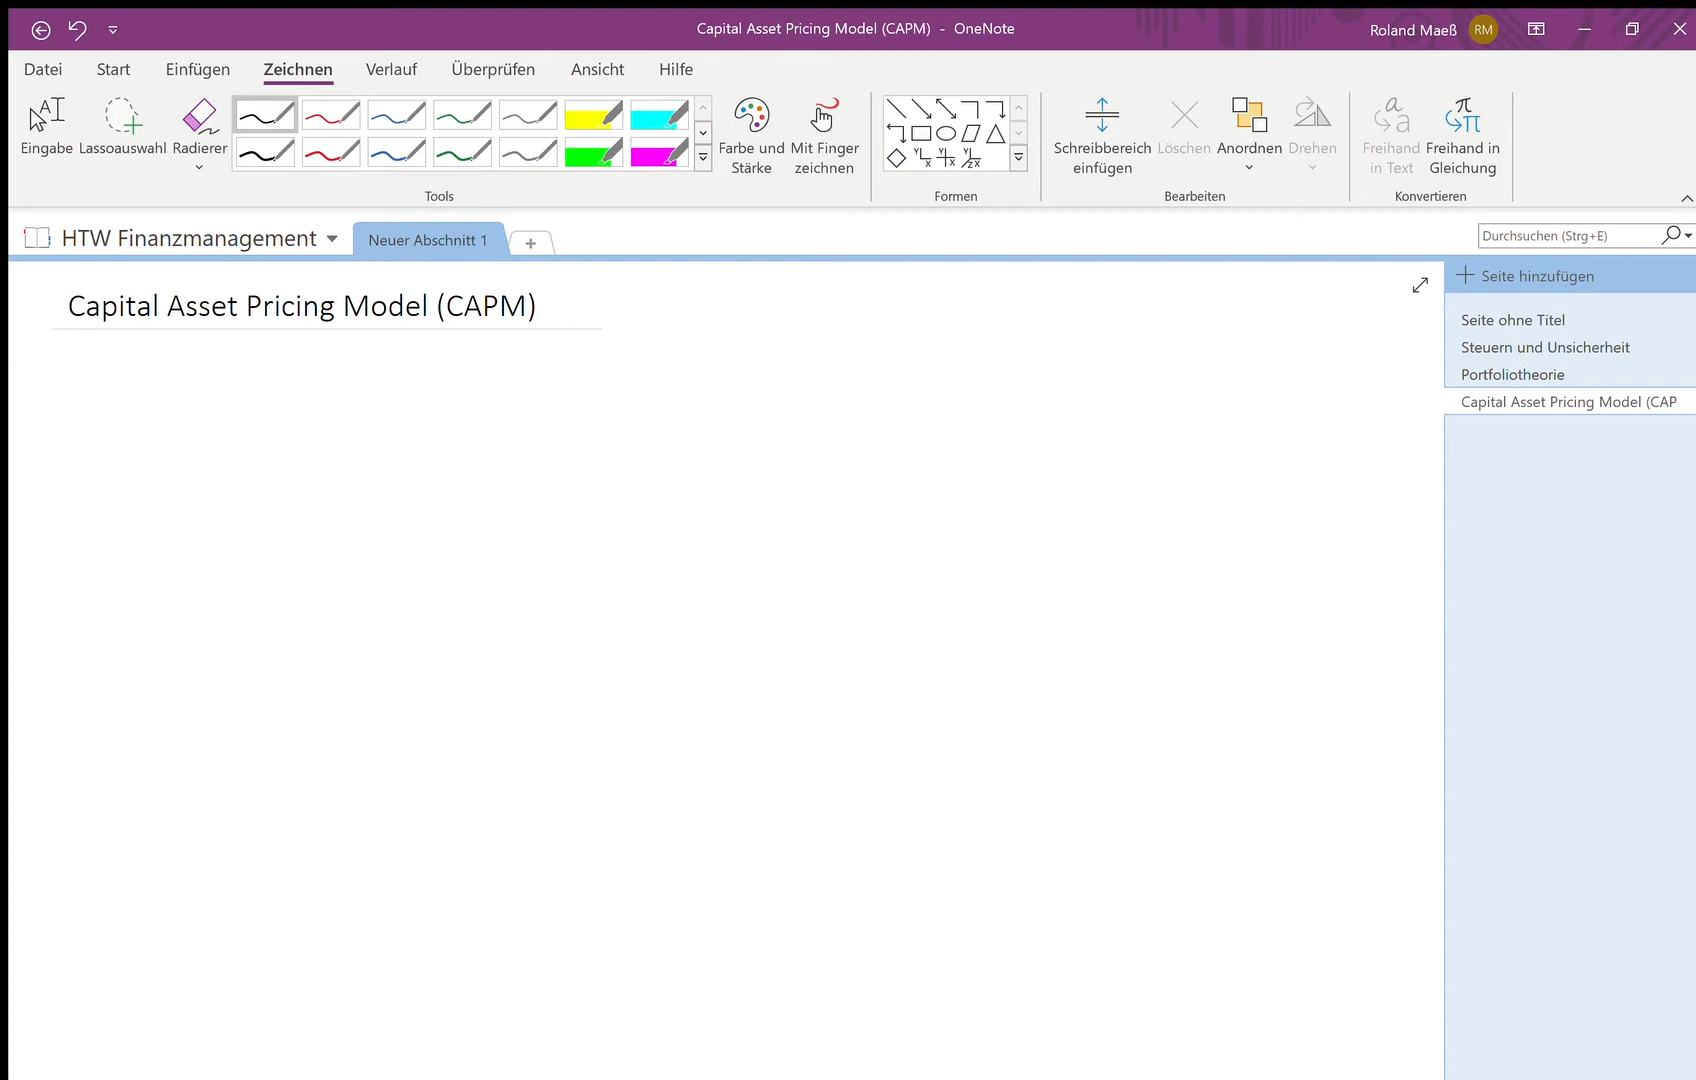 Capital Asset Pricing Model (CAPM) - OneNote
Roland Maeß RM
Datei Start Einfügen Zeichnen Verlauf Überprüfen Ansicht Hilfe
Eingabe Lassoauswahl Radierer
Farbe und Stärke
Mit Finger zeichnen
Schreibbereich einfügen
Löschen Anordnen Drehen
Freihand in Text
Freihand in Gleichung
Tools Formen Bearbeiten Konvertieren
HTW Finanzmanagement Neuer Abschnitt 1
Durchsuchen (Strg+E)
Capital Asset Pricing Model (CAPM)
Seite hinzufügen
Seite ohne Titel
Steuern und Unsicherheit
Portfoliotheorie
Capital Asset Pricing Model (CAP